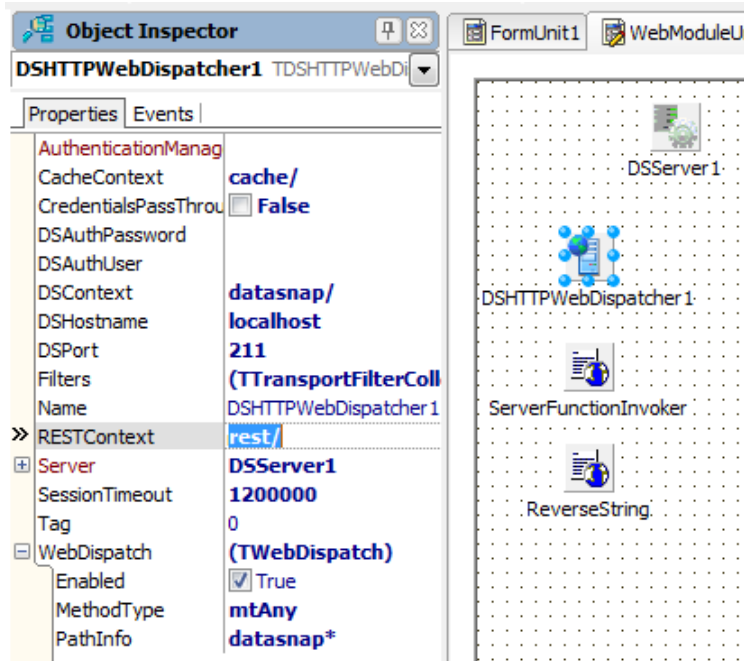 Object Inspector
DSHTTPWebDispatcher1 TDSHTTPWebDi
Properties Events
AuthenticationManag
CacheContext cache/
CredentialsPassThrou False
DSAuthPassword
DSAuthUser
DSContext datasnap/
DSHostname localhost
DSPort 211
Filters (TTransportFilterColl
Name DSHTTPWebDispatcher1
RESTContext rest/
Server DSServer1
SessionTimeout 1200000
Tag 0
WebDispatch (TWebDispatch)
Enabled True
MethodType mtAny
PathInfo datasnap*
FormUnit1 WebModuleU
DSServer1
DSHTTPWebDispatcher1
ServerFunctionInvoker
ReverseString